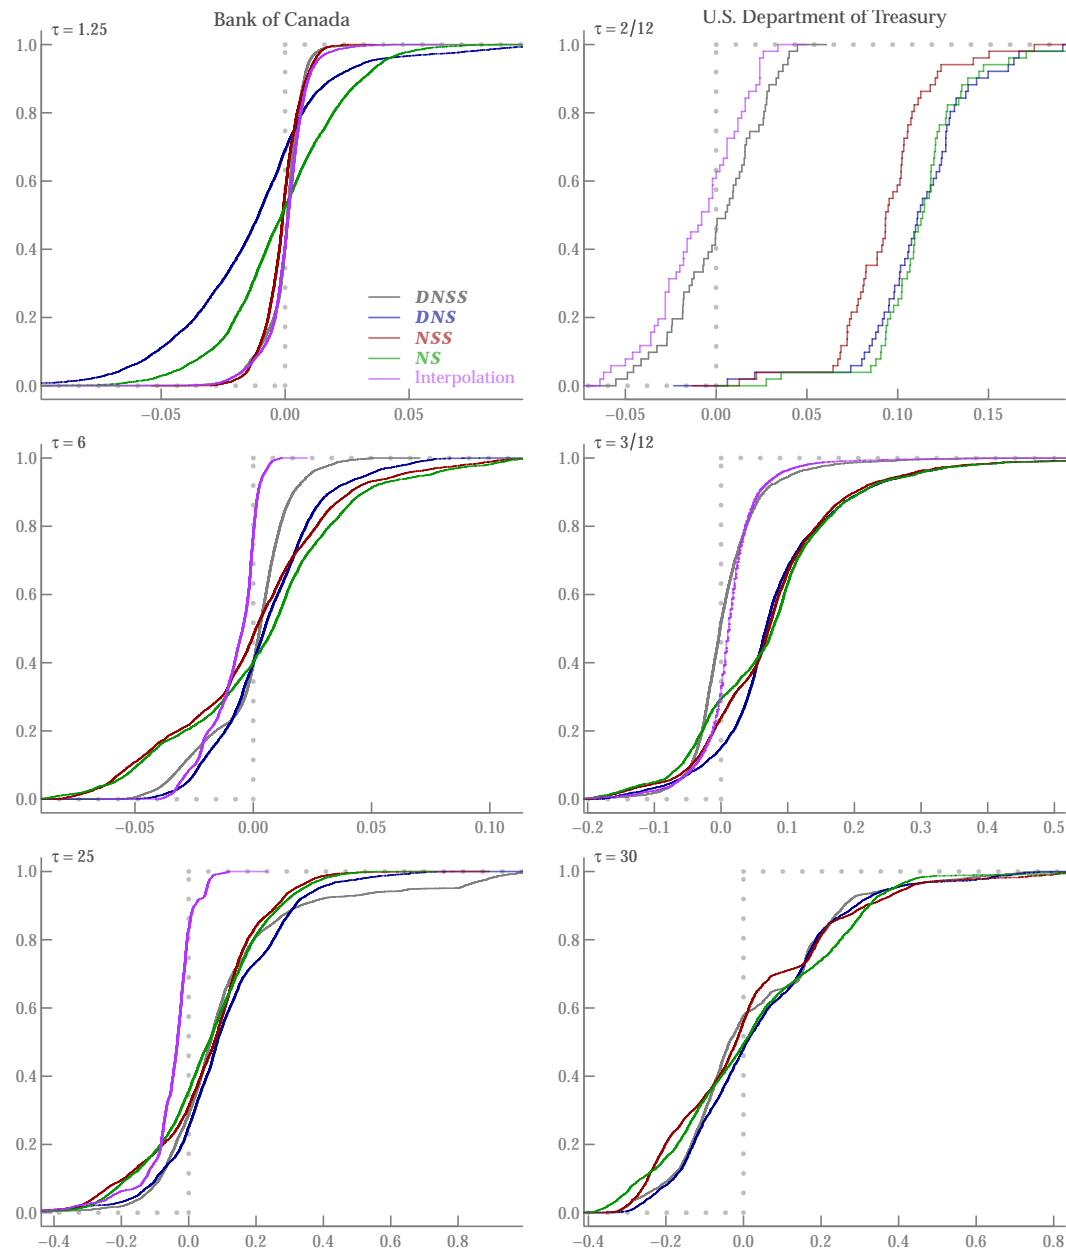 Bank of Canada
U.S. Department of Treasury
τ = 1.25
1.0
0.8
0.6
0.4
0.2
0.0
−0.05 0.00 0.05
DNSS
DNS
NSS
NS
Interpolation
τ = 2/12
1.0
0.8
0.6
0.4
0.2
0.0
−0.05 0.00 0.05 0.10 0.15
τ = 6
1.0
0.8
0.6
0.4
0.2
0.0
−0.05 0.00 0.05 0.10
τ = 3/12
1.0
0.8
0.6
0.4
0.2
0.0
−0.2 −0.1 0.0 0.1 0.2 0.3 0.4 0.5
τ = 25
1.0
0.8
0.6
0.4
0.2
0.0
−0.4 −0.2 0.0 0.2 0.4 0.6 0.8
τ = 30
1.0
0.8
0.6
0.4
0.2
0.0
−0.4 −0.2 0.0 0.2 0.4 0.6 0.8